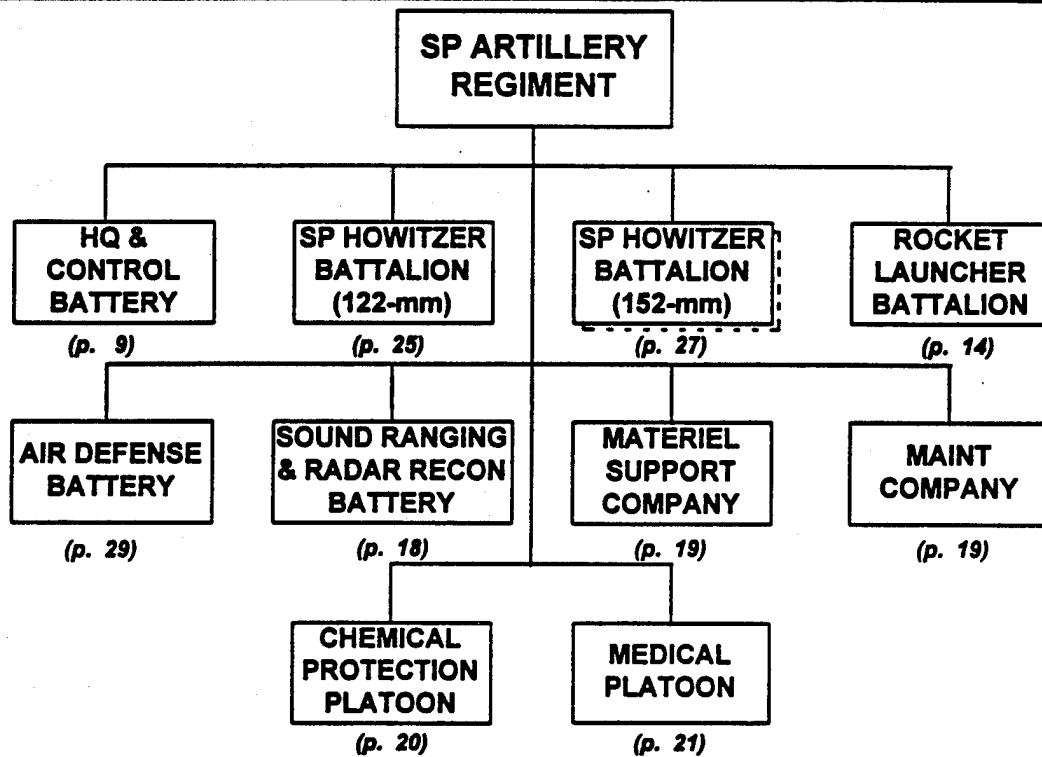 SP ARTILLERY
REGIMENT
HQ &
CONTROL
BATTERY
(p. 9)
SP HOWITZER
BATTALION
(122-mm)
(p. 25)
SP HOWITZER
BATTALION
(152-mm)
(p. 27)
ROCKET
LAUNCHER
BATTALION
(p. 14)
AIR DEFENSE
BATTERY
(p. 29)
SOUND RANGING
& RADAR RECON
BATTERY
(p. 18)
MATERIEL
SUPPORT
COMPANY
(p. 19)
MAINT
COMPANY
(p. 19)
CHEMICAL
PROTECTION
PLATOON
(p. 20)
MEDICAL
PLATOON
(p. 21)